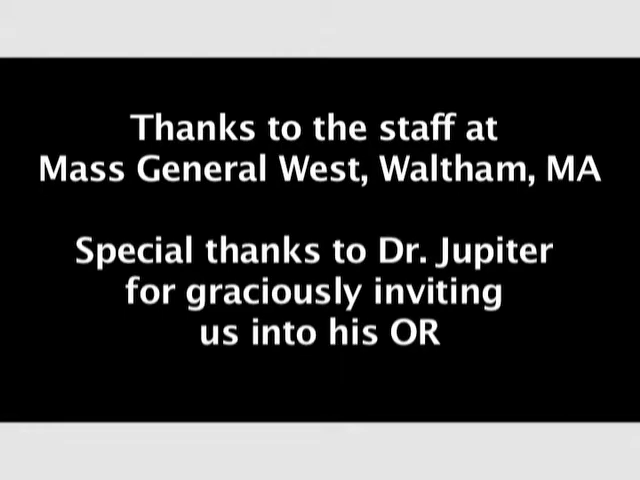 Thanks to the staff at
Mass General West, Waltham, MA
Special thanks to Dr. Jupiter
for graciously inviting
us into his OR